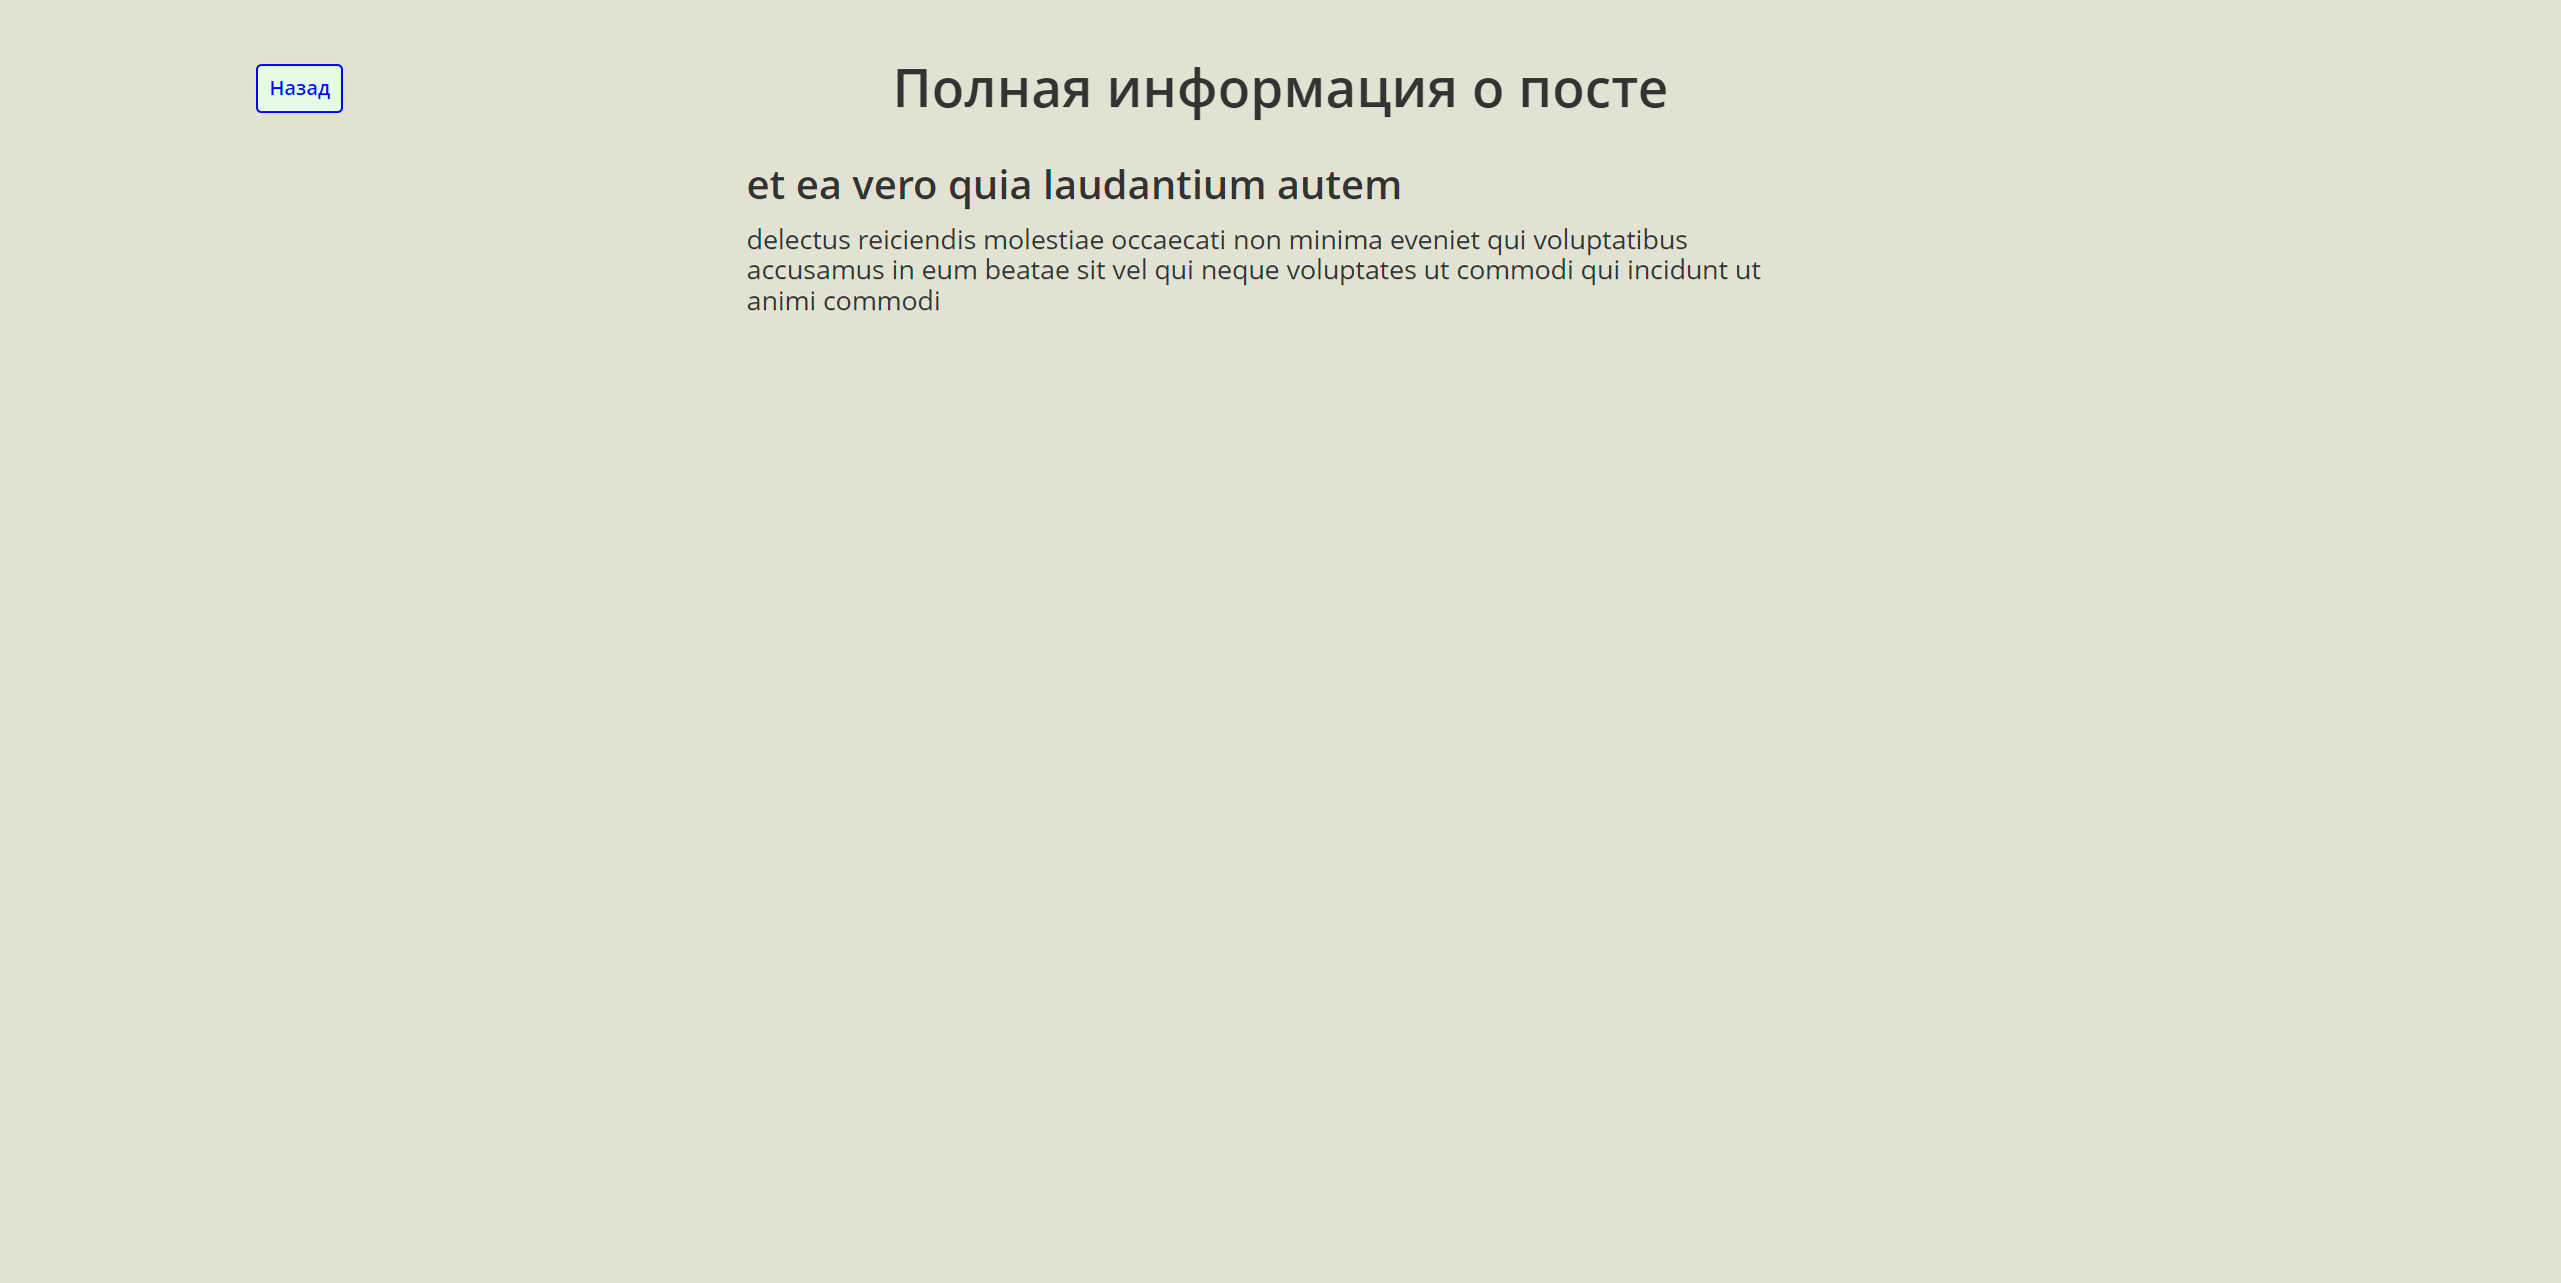 Назад
Полная информация о посте
et ea vero quia laudantium autem
delectus reiciendis molestiae occaecati non minima eveniet qui voluptatibus
accusamus in eum beatae sit vel qui neque voluptates ut commodi qui incidunt ut
animi commodi